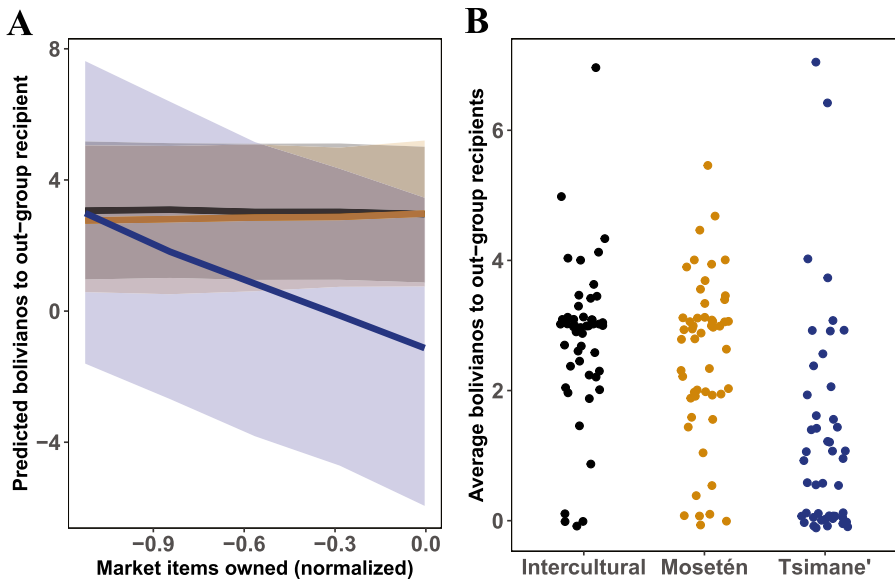 A
Predicted bolivianos to out−group recipient
8
4
0
−4
−0.9
−0.6
−0.3
0.0
Market items owned (normalized)
B
Average bolivianos to out−group recipients
6
4
2
0
Intercultural
Mosetén
Tsimane'